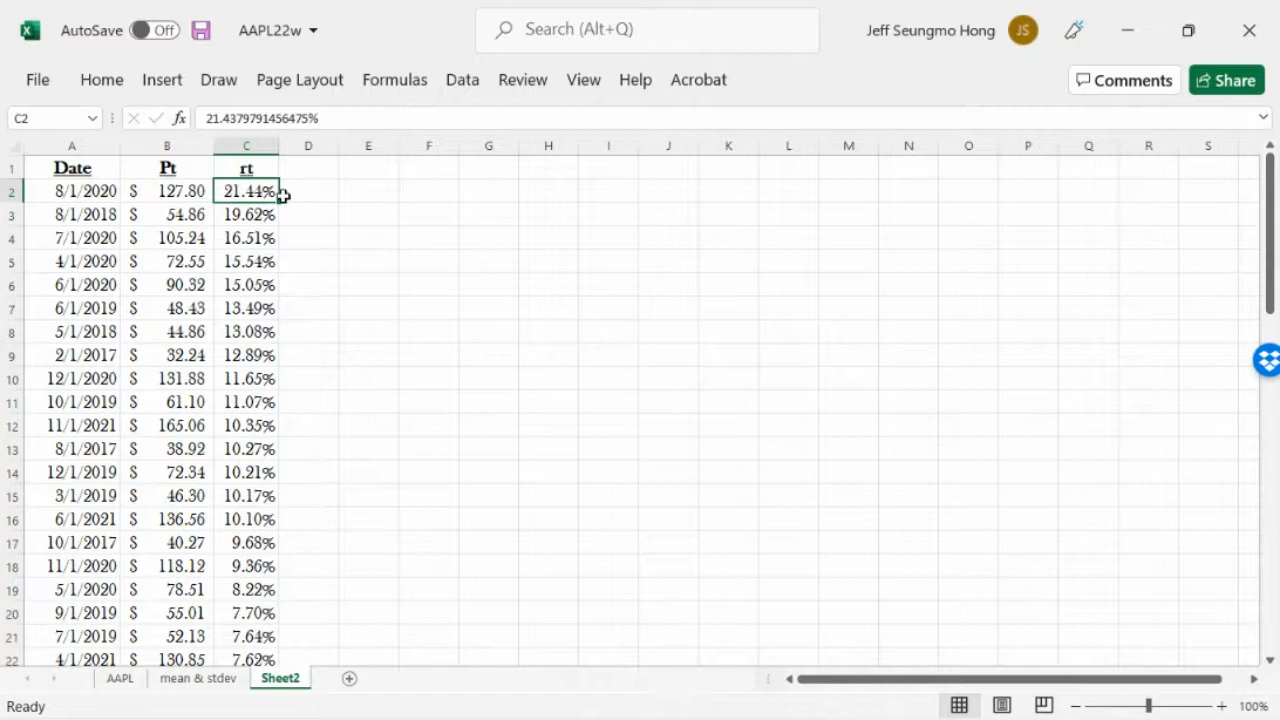 AutoSave Off AAPL22w Search (Alt+Q) Jeff Seungmo Hong JS
File Home Insert Draw Page Layout Formulas Data Review View Help Acrobat Comments Share
C2 fx 21.4379791456475%
A B C D E F G H I J K L M N O P Q R S
1 Date Pt rt
2 8/1/2020 $ 127.80 21.44%
3 8/1/2018 $ 54.86 19.62%
4 7/1/2020 $ 105.24 16.51%
5 4/1/2020 $ 72.55 15.54%
6 6/1/2020 $ 90.32 15.05%
7 6/1/2019 $ 48.43 13.49%
8 5/1/2018 $ 44.86 13.08%
9 2/1/2017 $ 32.24 12.89%
10 12/1/2020 $ 131.88 11.65%
11 10/1/2019 $ 61.10 11.07%
12 11/1/2021 $ 165.06 10.35%
13 8/1/2017 $ 38.92 10.27%
14 12/1/2019 $ 72.34 10.21%
15 3/1/2019 $ 46.30 10.17%
16 6/1/2021 $ 136.56 10.10%
17 10/1/2017 $ 40.27 9.68%
18 11/1/2020 $ 118.12 9.36%
19 5/1/2020 $ 78.51 8.22%
20 9/1/2019 $ 55.01 7.70%
21 7/1/2019 $ 52.13 7.64%
22 4/1/2021 $ 130.85 7.62%
AAPL mean & stdev Sheet2
Ready 100%